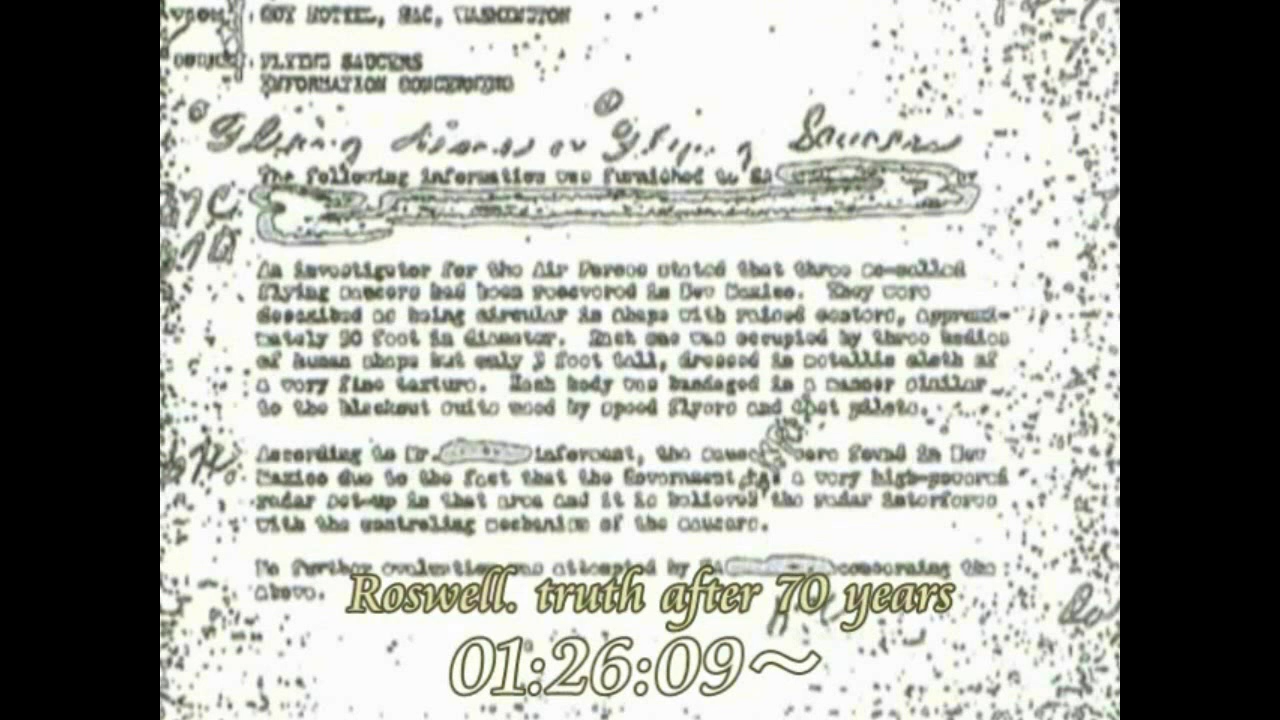 GUY HOTTEL, SAC, WASHINGTON
FLYING SAUCERS
INFORMATION CONCERNING
Flying Discs or Flying Saucers
The following information was furnished to SA by
An investigator for the Air Forces stated that three so-called
flying saucers had been recovered in New Mexico. They were
described as being circular in shape with raised centers, approxi-
mately 50 feet in diameter. Each one was occupied by three bodies
of human shape but only 3 feet tall, dressed in metallic cloth of
a very fine texture. Each body was bandaged in a manner similar
to the blackout suits used by speed flyers and test pilots.
According to Mr. informant, the saucers were found in New
Mexico due to the fact that the Government has a very high-powered
radar set-up in that area and it is believed the radar interferes
with the controling mechanism of the saucers.
No further evaluation was attempted by SA concerning the
above.
Roswell. truth after 70 years
01:26:09~